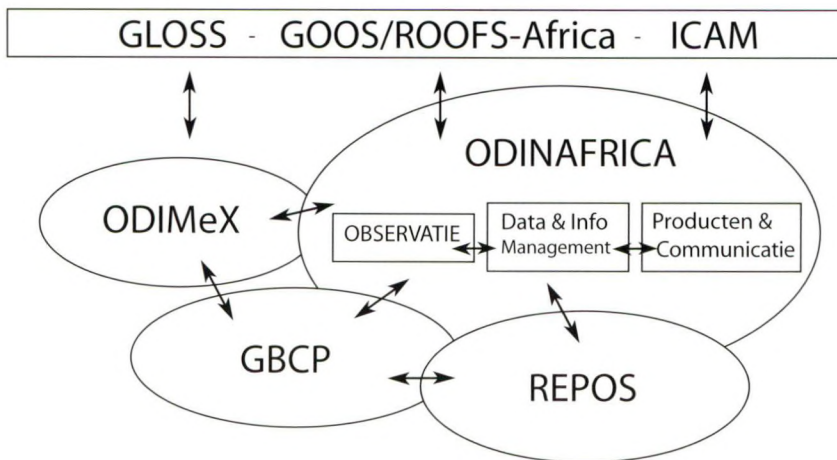 GLOSS - GOOS/ROOFS-Africa - ICAM
ODINAFRICA
ODIMeX
OBSERVATIE
Data & Info
Management
Producten &
Communicatie
GBCP
REPOS